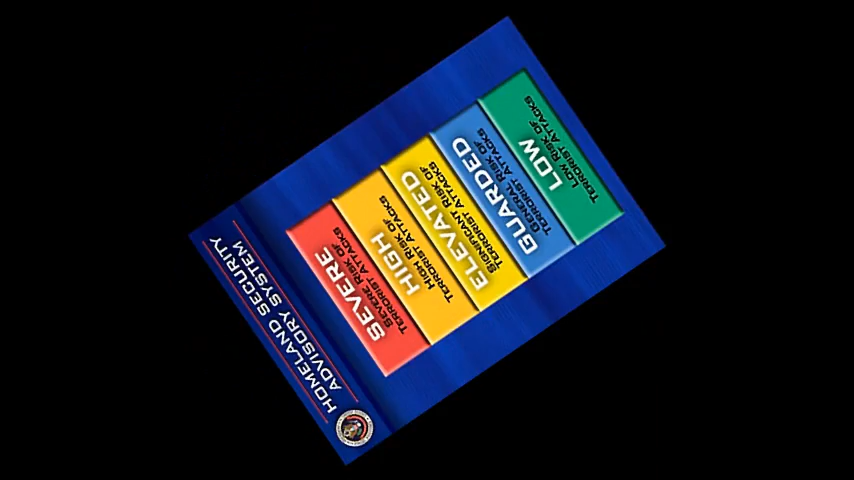 HOMELAND SECURITY
ADVISORY SYSTEM
SEVERE
SEVERE RISK OF
TERRORIST ATTACKS
HIGH
HIGH RISK OF
TERRORIST ATTACKS
ELEVATED
SIGNIFICANT RISK OF
TERRORIST ATTACKS
GUARDED
GENERAL RISK OF
TERRORIST ATTACKS
LOW
LOW RISK OF
TERRORIST ATTACKS